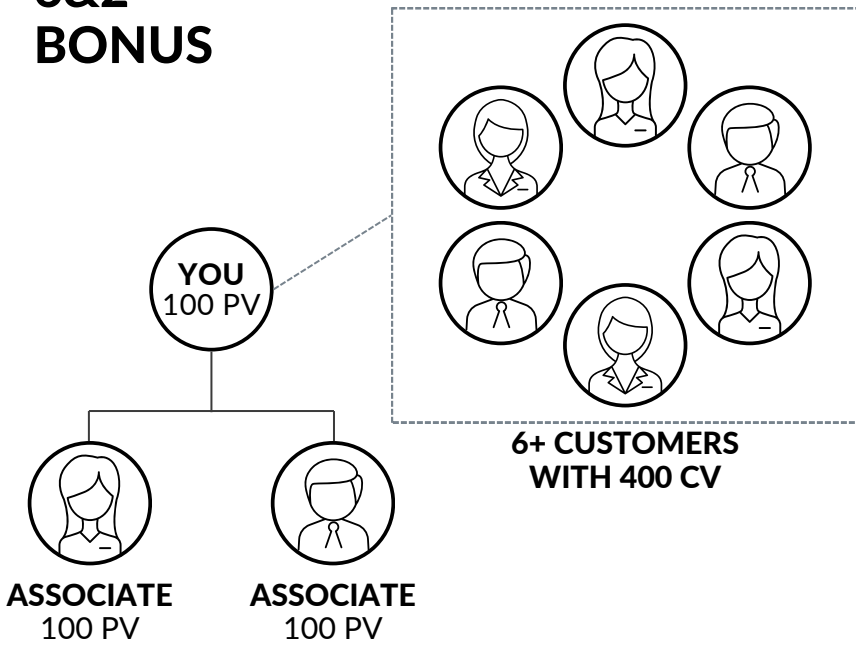 BONUS
YOU
100 PV
6+ CUSTOMERS
WITH 400 CV
ASSOCIATE
100 PV
ASSOCIATE
100 PV